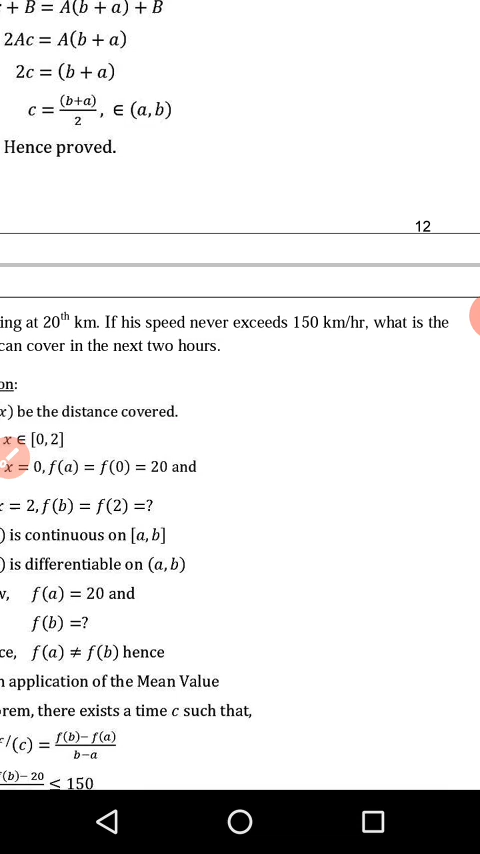 + B = A(b + a) + B
2Ac = A(b + a)
2c = (b + a)
c = (b+a)/2, ∈ (a, b)
Hence proved.
12
ing at 20th km. If his speed never exceeds 150 km/hr, what is the
can cover in the next two hours.
on:
x) be the distance covered.
x ∈ [0, 2]
x = 0, f(a) = f(0) = 20 and
x = 2, f(b) = f(2) =?
) is continuous on [a, b]
) is differentiable on (a, b)
w, f(a) = 20 and
f(b) =?
ce, f(a) ≠ f(b) hence
n application of the Mean Value
orem, there exists a time c such that,
f/(c) = f(b)− f(a)/b−a
f(b)− 20 ≤ 150